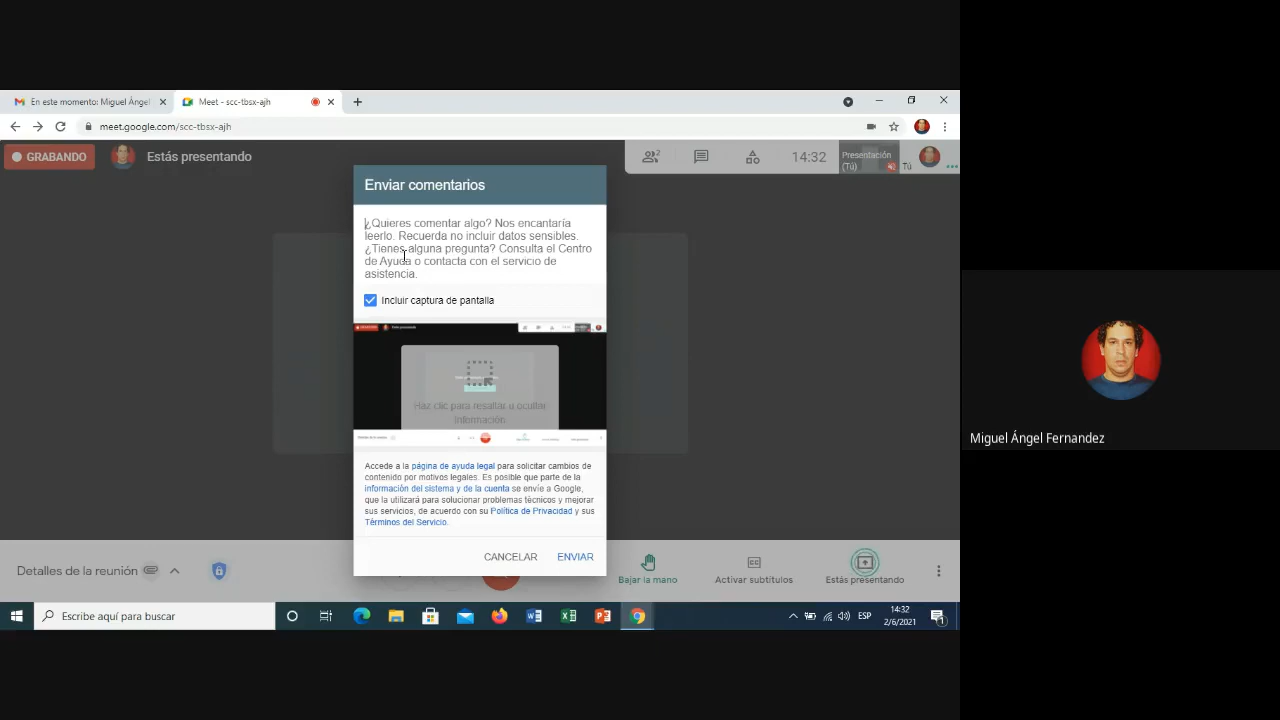 En este momento: Miguel Ángel
Meet - scc-tbsx-ajh
meet.google.com/scc-tbsx-ajh
GRABANDO
Estás presentando
2
14:32
Presentación
(Tú)
Tú
Enviar comentarios
¿Quieres comentar algo? Nos encantaría
leerlo. Recuerda no incluir datos sensibles.
¿Tienes alguna pregunta? Consulta el Centro
de Ayuda o contacta con el servicio de
asistencia.
Incluir captura de pantalla
Haz clic para resaltar u ocultar
información
Accede a la página de ayuda legal para solicitar cambios de
contenido por motivos legales. Es posible que parte de la
información del sistema y de la cuenta se envíe a Google,
que la utilizará para solucionar problemas técnicos y mejorar
sus servicios, de acuerdo con su Política de Privacidad y sus
Términos del Servicio.
CANCELAR
ENVIAR
Miguel Ángel Fernandez
Detalles de la reunión
Bajar la mano
Activar subtítulos
Estás presentando
Escribe aquí para buscar
ESP
14:32
2/6/2021
1